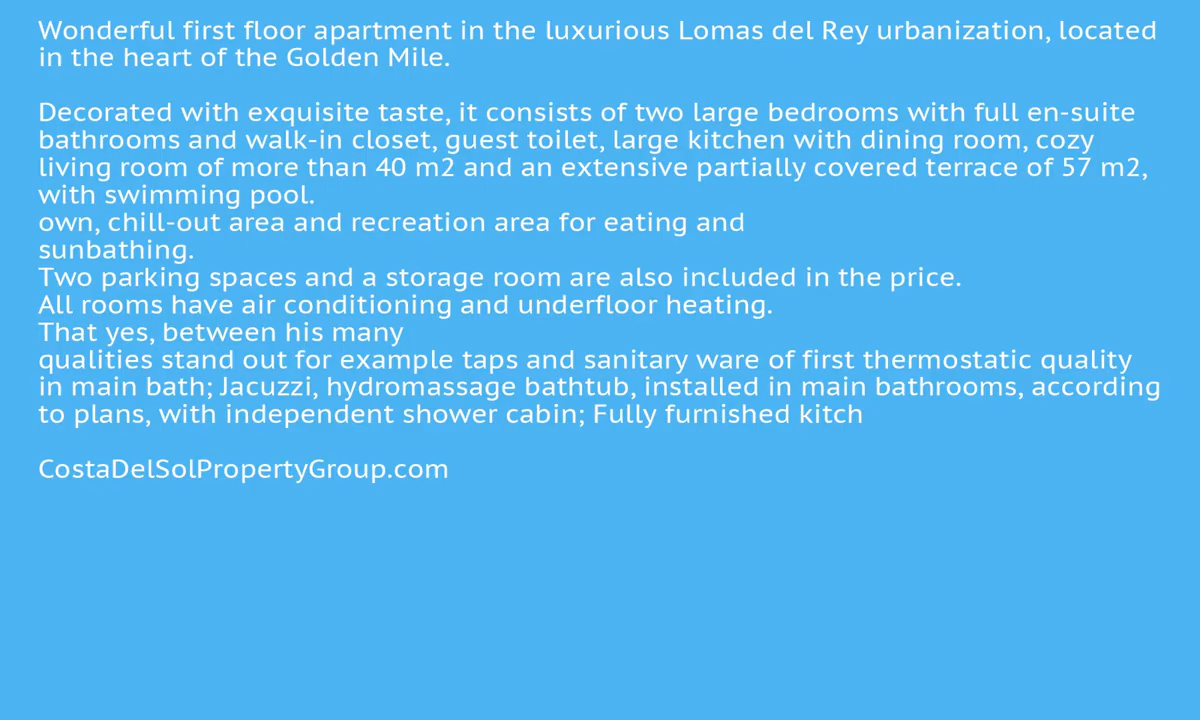 Wonderful first floor apartment in the luxurious Lomas del Rey urbanization, located
in the heart of the Golden Mile.
Decorated with exquisite taste, it consists of two large bedrooms with full en-suite
bathrooms and walk-in closet, guest toilet, large kitchen with dining room, cozy
living room of more than 40 m2 and an extensive partially covered terrace of 57 m2,
with swimming pool.
own, chill-out area and recreation area for eating and
sunbathing.
Two parking spaces and a storage room are also included in the price.
All rooms have air conditioning and underfloor heating.
That yes, between his many
qualities stand out for example taps and sanitary ware of first thermostatic quality
in main bath; Jacuzzi, hydromassage bathtub, installed in main bathrooms, according
to plans, with independent shower cabin; Fully furnished kitch
CostaDelSolPropertyGroup.com